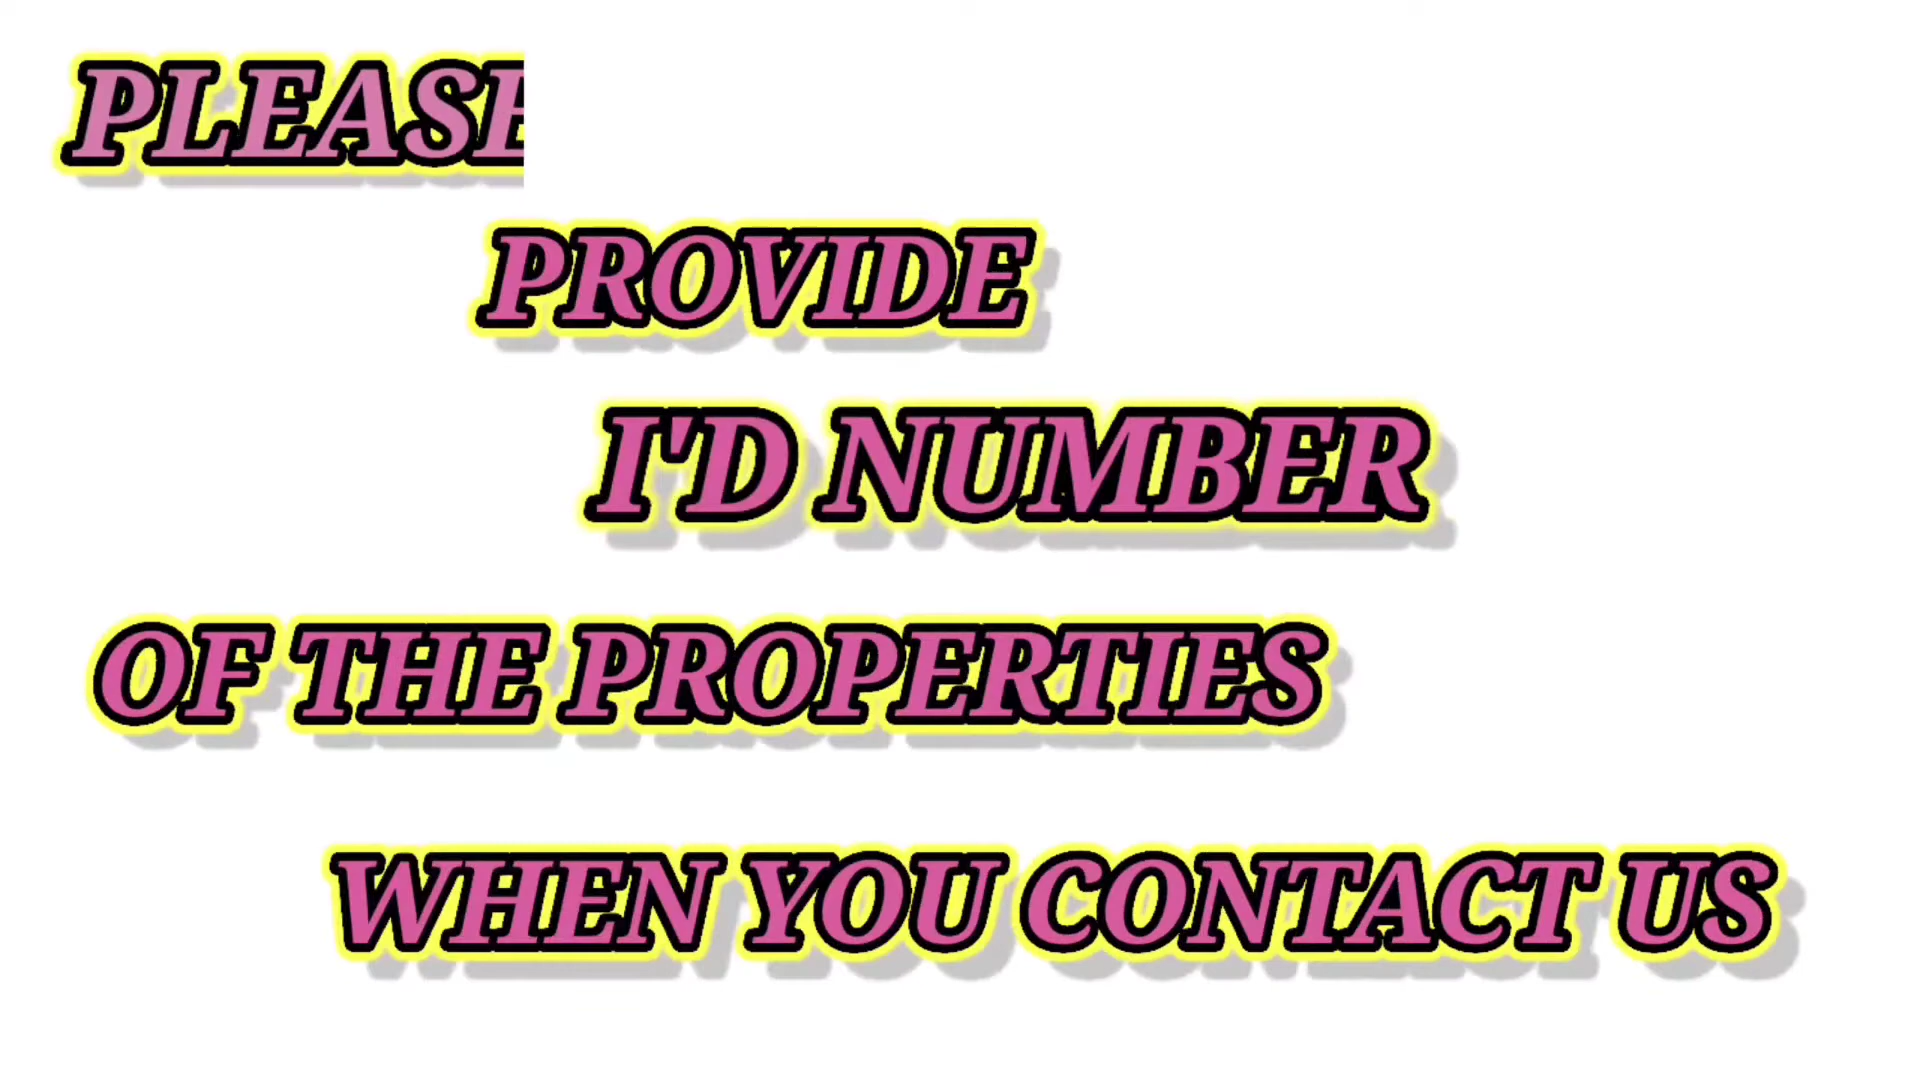 PLEASE
PROVIDE
I'D NUMBER
OF THE PROPERTIES
WHEN YOU CONTACT US